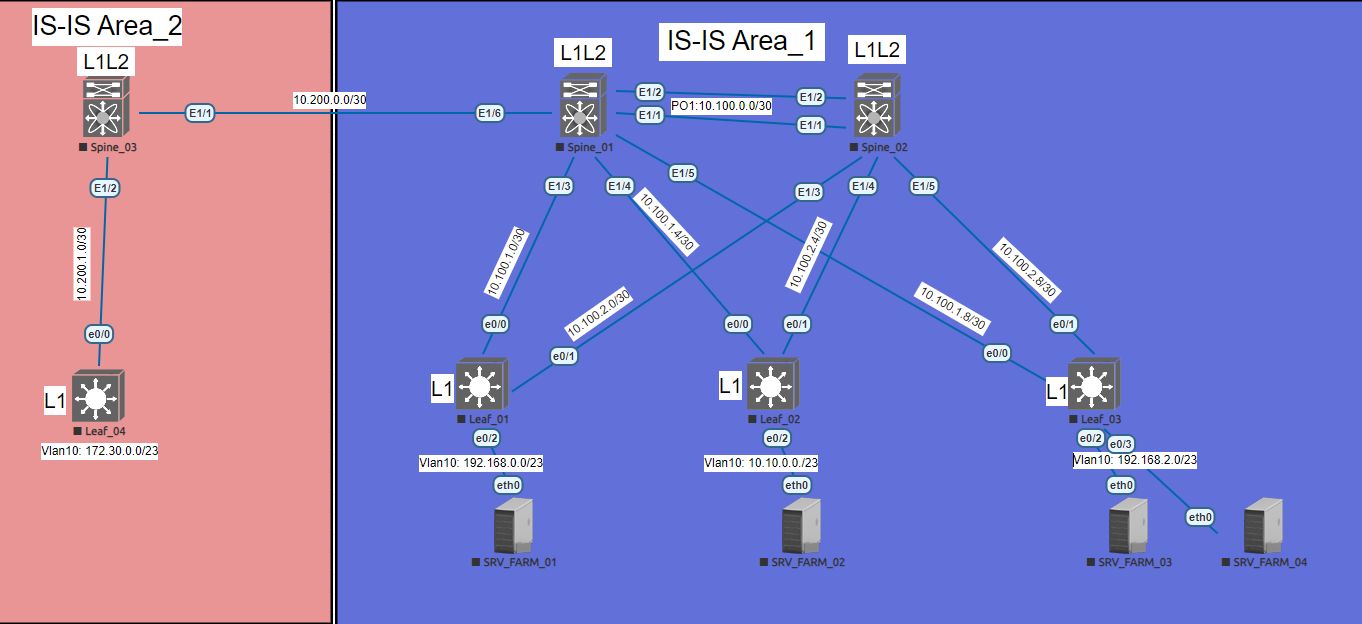 IS-IS Area_2
IS-IS Area_1
L1L2
L1L2
L1L2
10.200.0.0/30
E1/1
E1/6
E1/2
E1/2
PO1:10.100.0.0/30
E1/1
E1/1
Spine_03
Spine_01
Spine_02
E1/2
E1/3
E1/4
E1/5
E1/3
E1/4
E1/5
10.200.1.0/30
10.100.1.0/30
10.100.1.4/30
10.100.2.4/30
10.100.2.8/30
10.100.2.0/30
10.100.1.8/30
e0/0
e0/0
e0/1
e0/0
e0/1
e0/0
e0/1
L1
L1
L1
L1
Leaf_04
Leaf_01
Leaf_02
Leaf_03
Vlan10: 172.30.0.0/23
e0/2
e0/2
e0/2
e0/3
Vlan10: 192.168.0.0/23
Vlan10: 10.10.0.0./23
Vlan10: 192.168.2.0/23
eth0
eth0
eth0
eth0
SRV_FARM_01
SRV_FARM_02
SRV_FARM_03
SRV_FARM_04